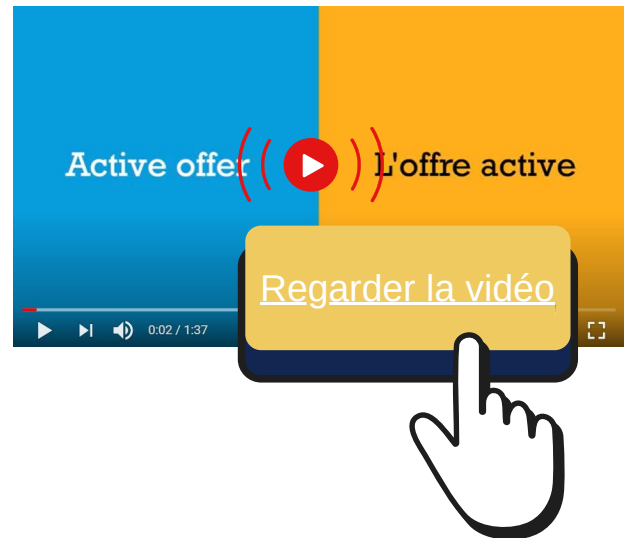 Active offer
L'offre active
Regarder la vidéo
0:02 / 1:37